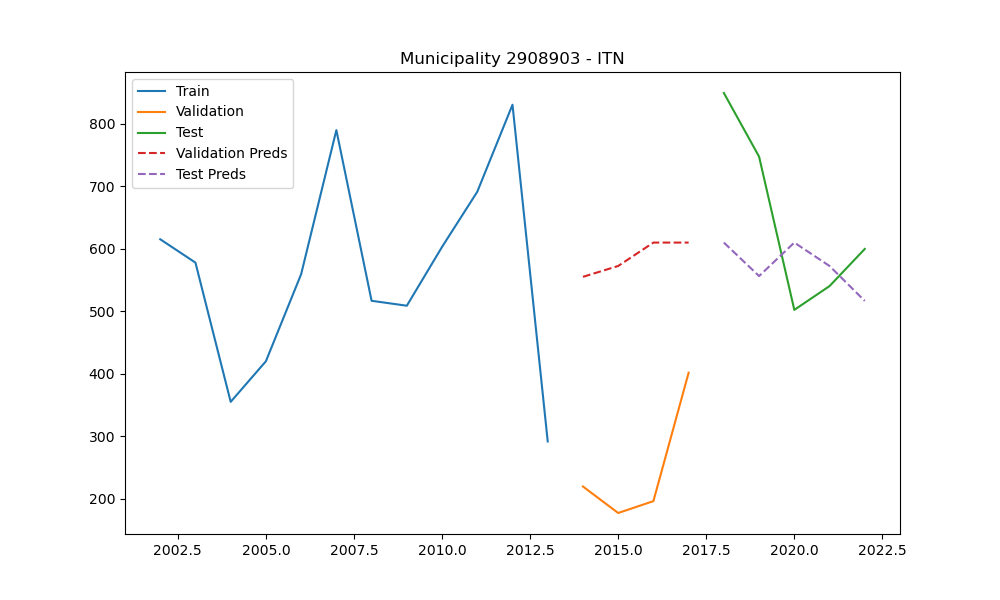 Municipality 2908903 - ITN
Train
Validation
Test
Validation Preds
Test Preds
800
700
600
500
400
300
200
2002.5 2005.0 2007.5 2010.0 2012.5 2015.0 2017.5 2020.0 2022.5